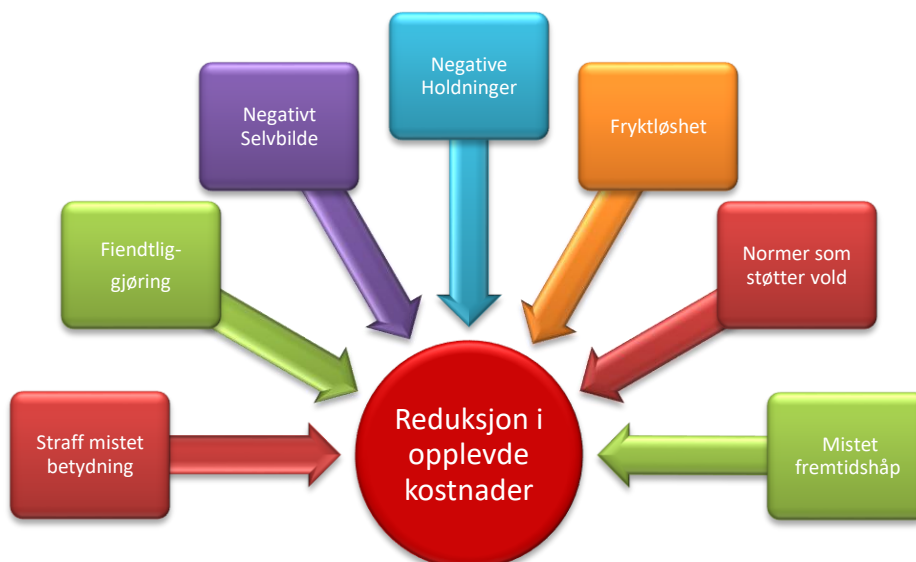 Negative
Holdninger
Negativt
Selvbilde
Fryktløshet
Fiendtlig-
gjøring
Normer som
støtter vold
Straff mistet
betydning
Reduksjon i
opplevde
kostnader
Mistet
fremtidshåp